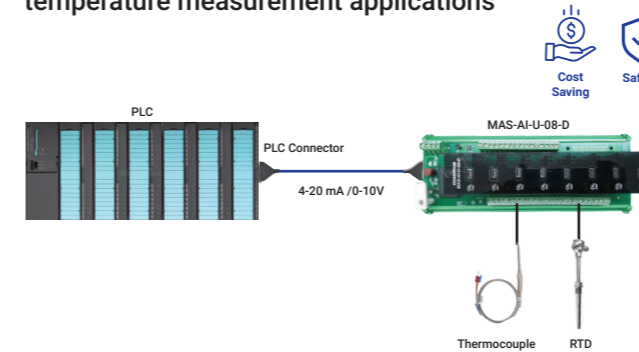 temperature measurement applications
Cost
Saving
PLC
MAS-AI-U-08-D
PLC Connector
4-20 mA /0-10V
Thermocouple
RTD